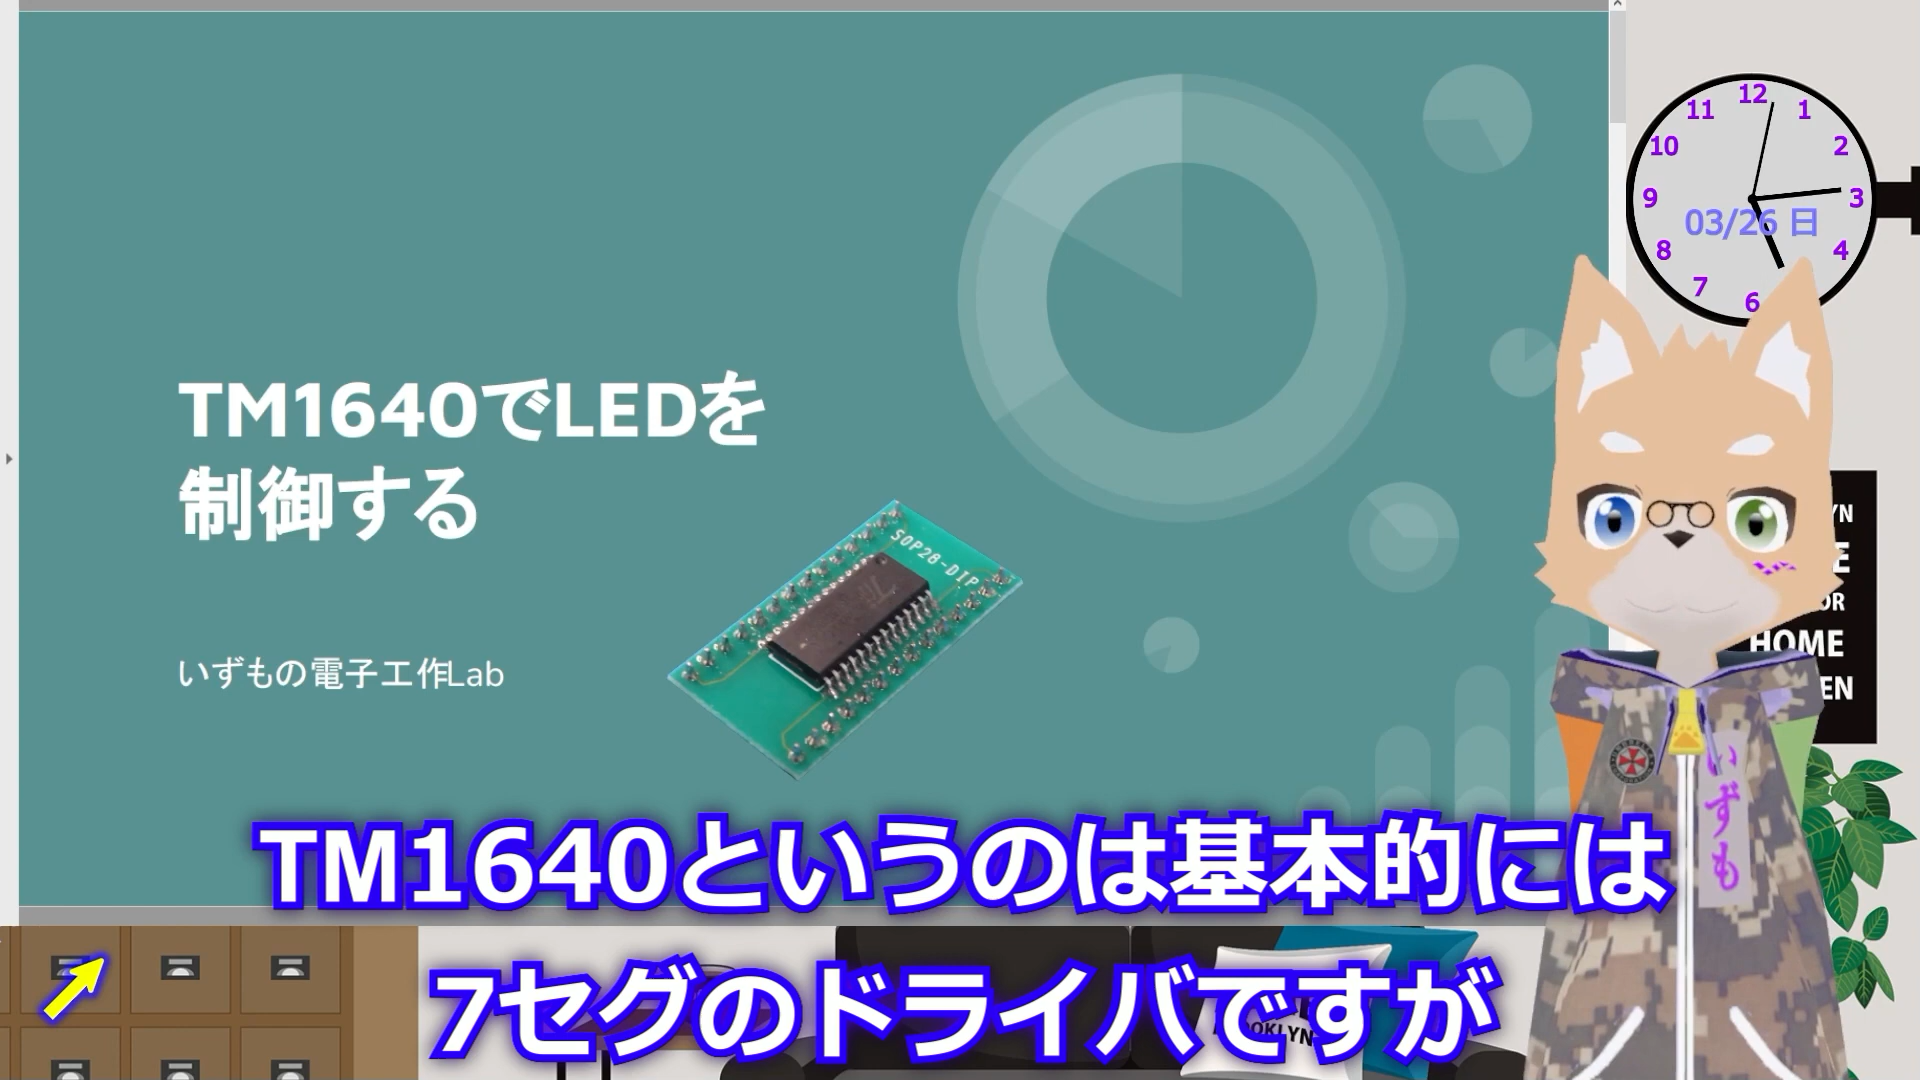 TM1640でLEDを
制御する
SOP28-DIP
いずもの電子工作Lab
12
1
2
3
4
6
7
8
9
10
11
03/26 日
HOME
いずも
TM1640というのは基本的には
7セグのドライバですが